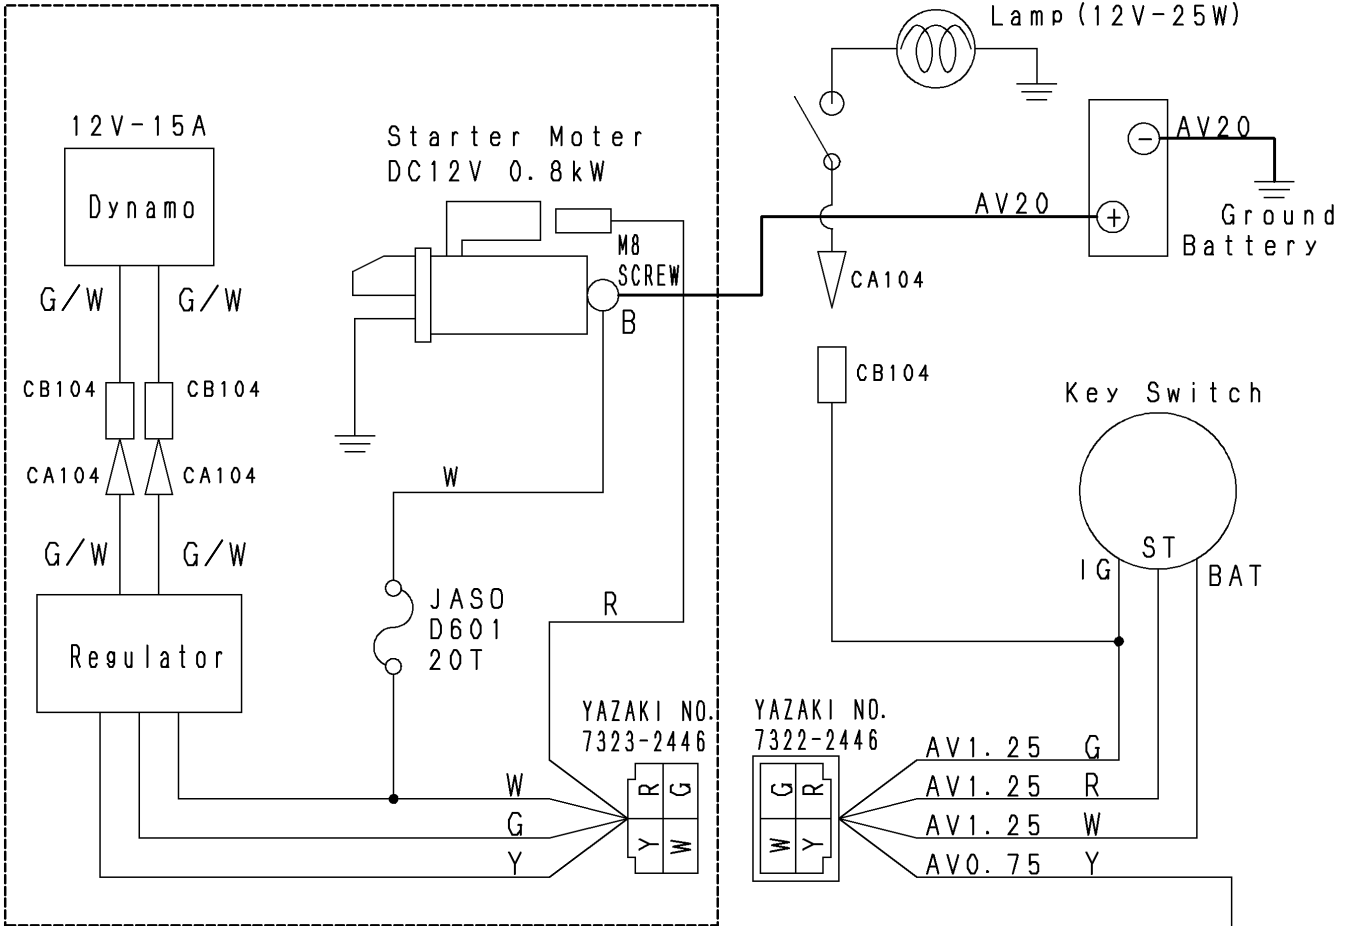 Lamp(12V-25W)
12V-15A
Starter Moter
DC12V 0.8kW
Dynamo
AV20
AV20
Ground
Battery
M8
SCREW
B
G/W
G/W
CA104
CB104
CB104
CB104
Key Switch
CA104
CA104
W
G/W
G/W
ST
IG
BAT
JASO
D601
20T
R
Regulator
YAZAKI NO.
7323-2446
YAZAKI NO.
7322-2446
AV1.25 G
AV1.25 R
AV1.25 W
AV0.75 Y
W
G
Y
R G
Y W
G R
W Y